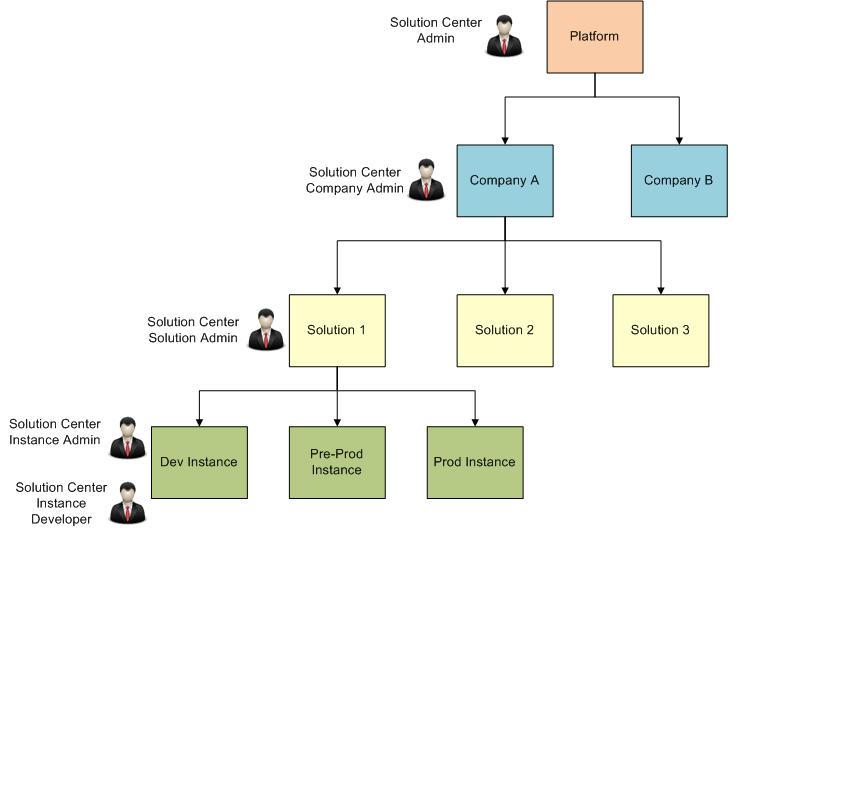 Solution Center
Admin
Platform
Solution Center
Company Admin
Company A
Company B
Solution Center
Solution Admin
Solution 1
Solution 2
Solution 3
Solution Center
Instance Admin
Dev Instance
Pre-Prod
Instance
Prod Instance
Solution Center
Instance
Developer